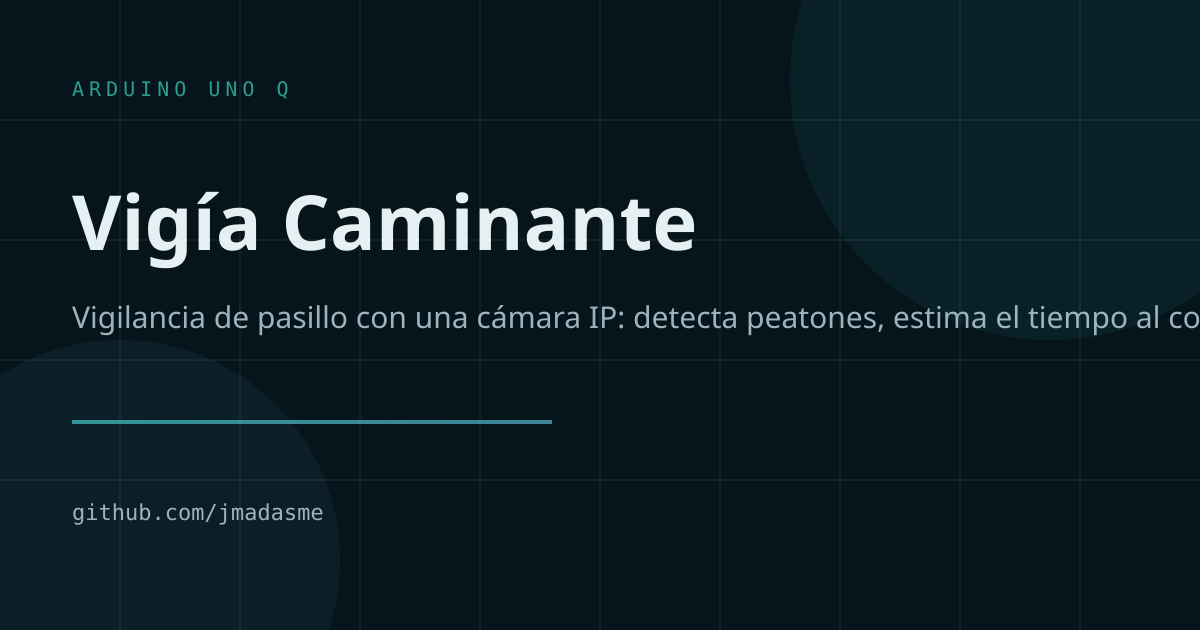 ARDUINO UNO Q
Vigía Caminante
Vigilancia de pasillo con una cámara IP: detecta peatones, estima el tiempo al co
github.com/jmadasme